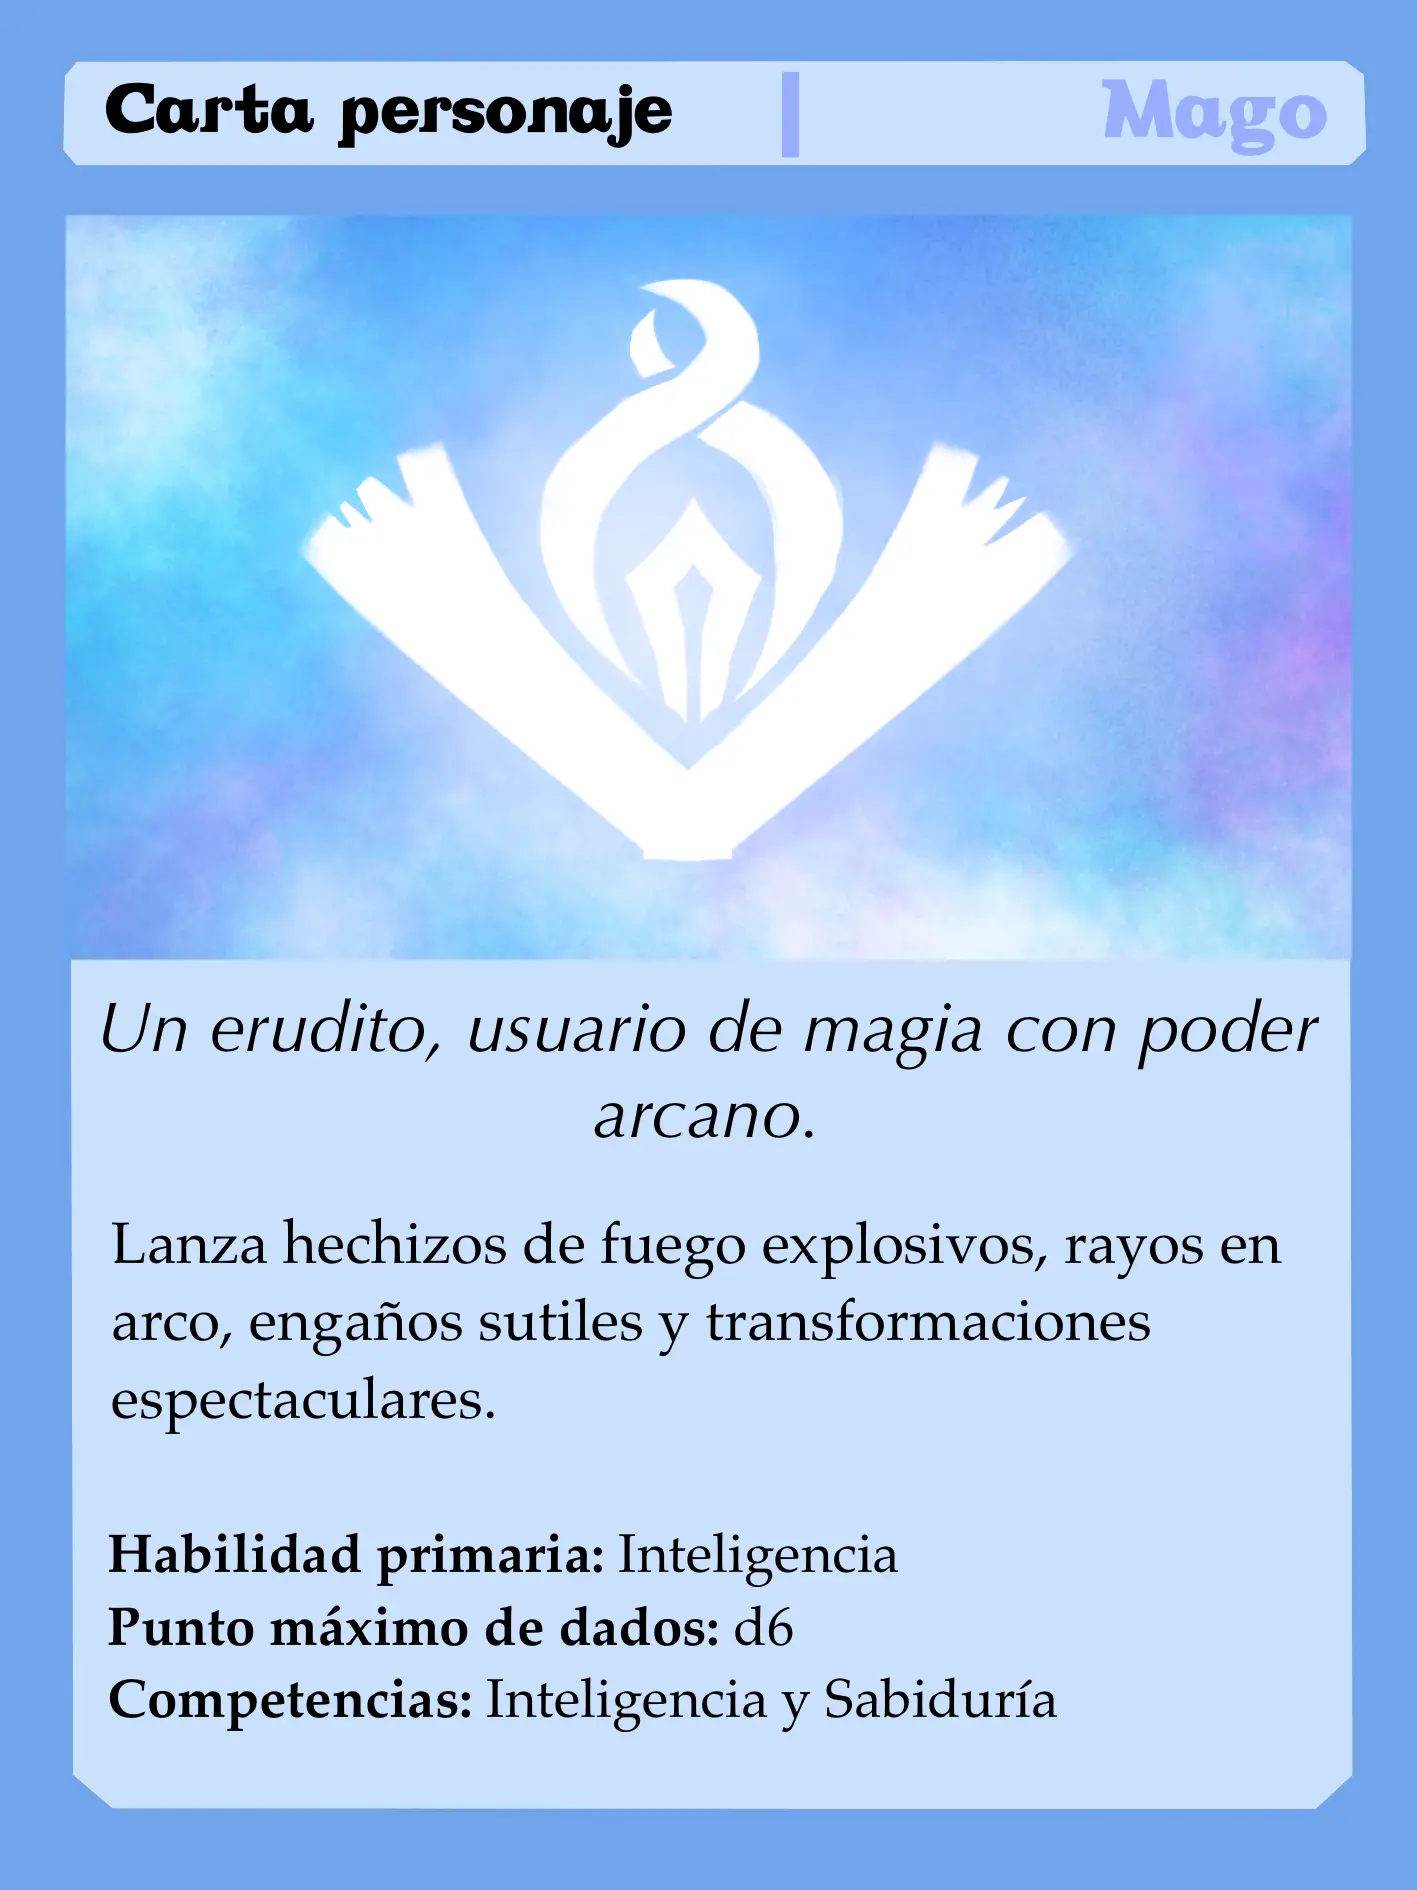 Carta personaje | Mago
Un erudito, usuario de magia con poder
arcano.
Lanza hechizos de fuego explosivos, rayos en
arco, engaños sutiles y transformaciones
espectaculares.
Habilidad primaria: Inteligencia
Punto máximo de dados: d6
Competencias: Inteligencia y Sabiduría